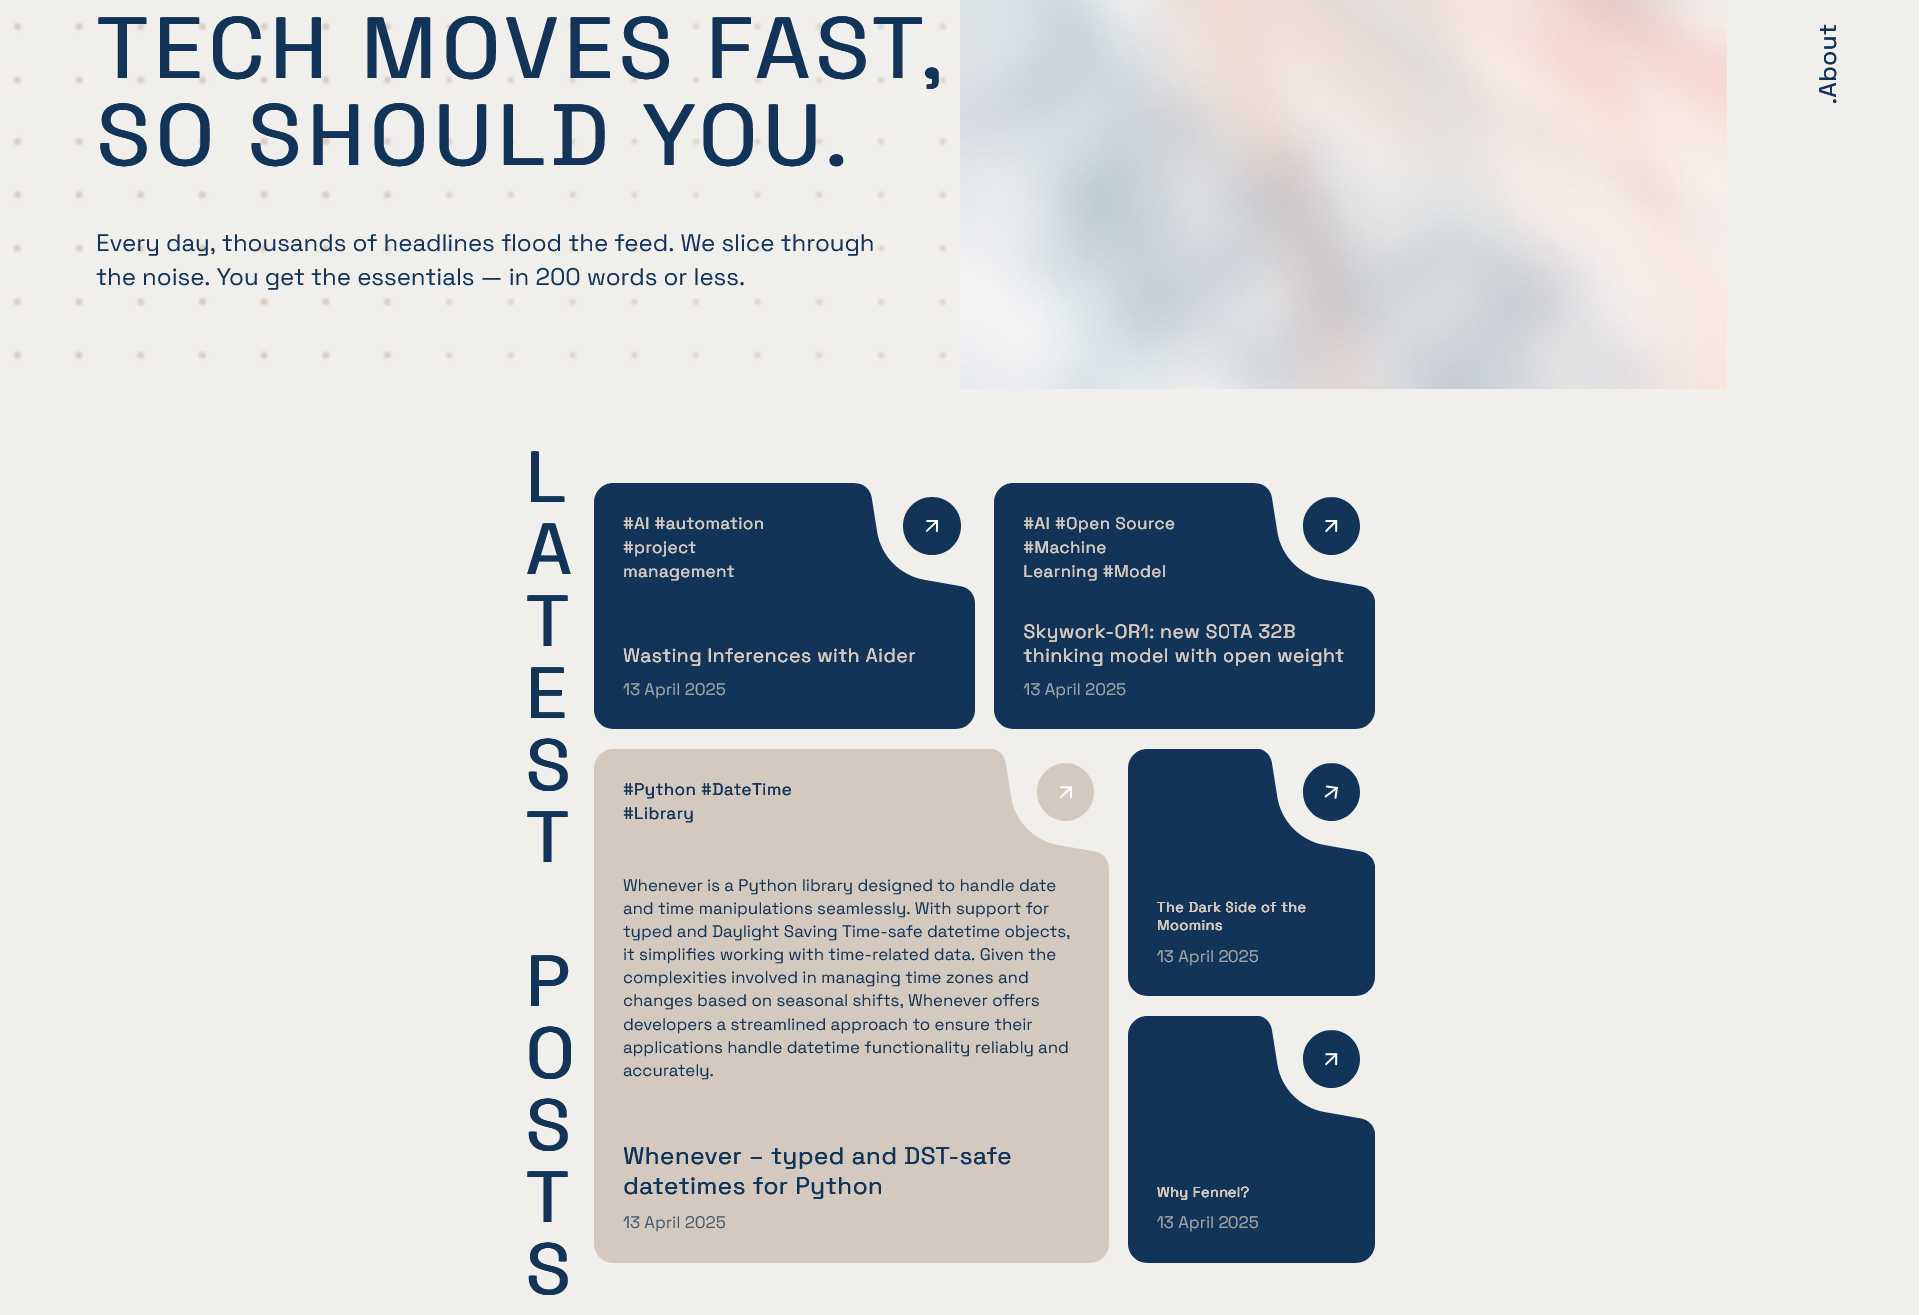 TECH MOVES FAST,
SO SHOULD YOU.
Every day, thousands of headlines flood the feed. We slice through
the noise. You get the essentials — in 200 words or less.
.About
LATEST POSTS
#AI #automation
#project
management
Wasting Inferences with Aider
13 April 2025
#AI #Open Source
#Machine
Learning #Model
Skywork-OR1: new SOTA 32B
thinking model with open weight
13 April 2025
#Python #DateTime
#Library
Whenever is a Python library designed to handle date
and time manipulations seamlessly. With support for
typed and Daylight Saving Time-safe datetime objects,
it simplifies working with time-related data. Given the
complexities involved in managing time zones and
changes based on seasonal shifts, Whenever offers
developers a streamlined approach to ensure their
applications handle datetime functionality reliably and
accurately.
Whenever – typed and DST-safe
datetimes for Python
13 April 2025
The Dark Side of the
Moomins
13 April 2025
Why Fennel?
13 April 2025